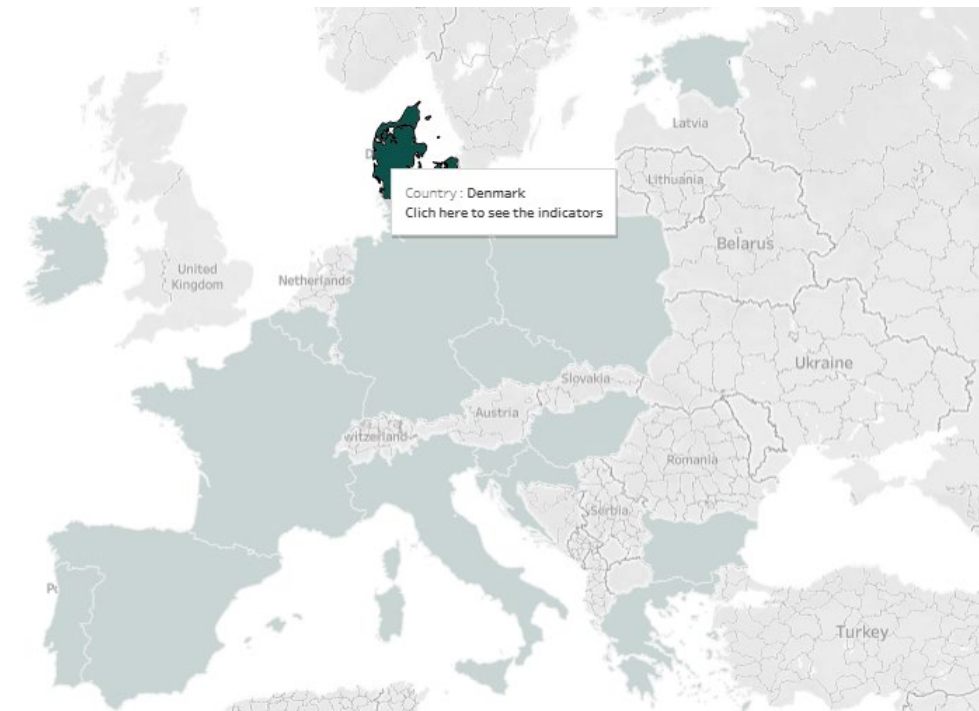 Latvia
Lithuania
Country : Denmark
Clich here to see the indicators
Belarus
United
Kingdom
Netherlands
Ukraine
Slovakia
Austria
witzerland
Romania
Serbia
Turkey